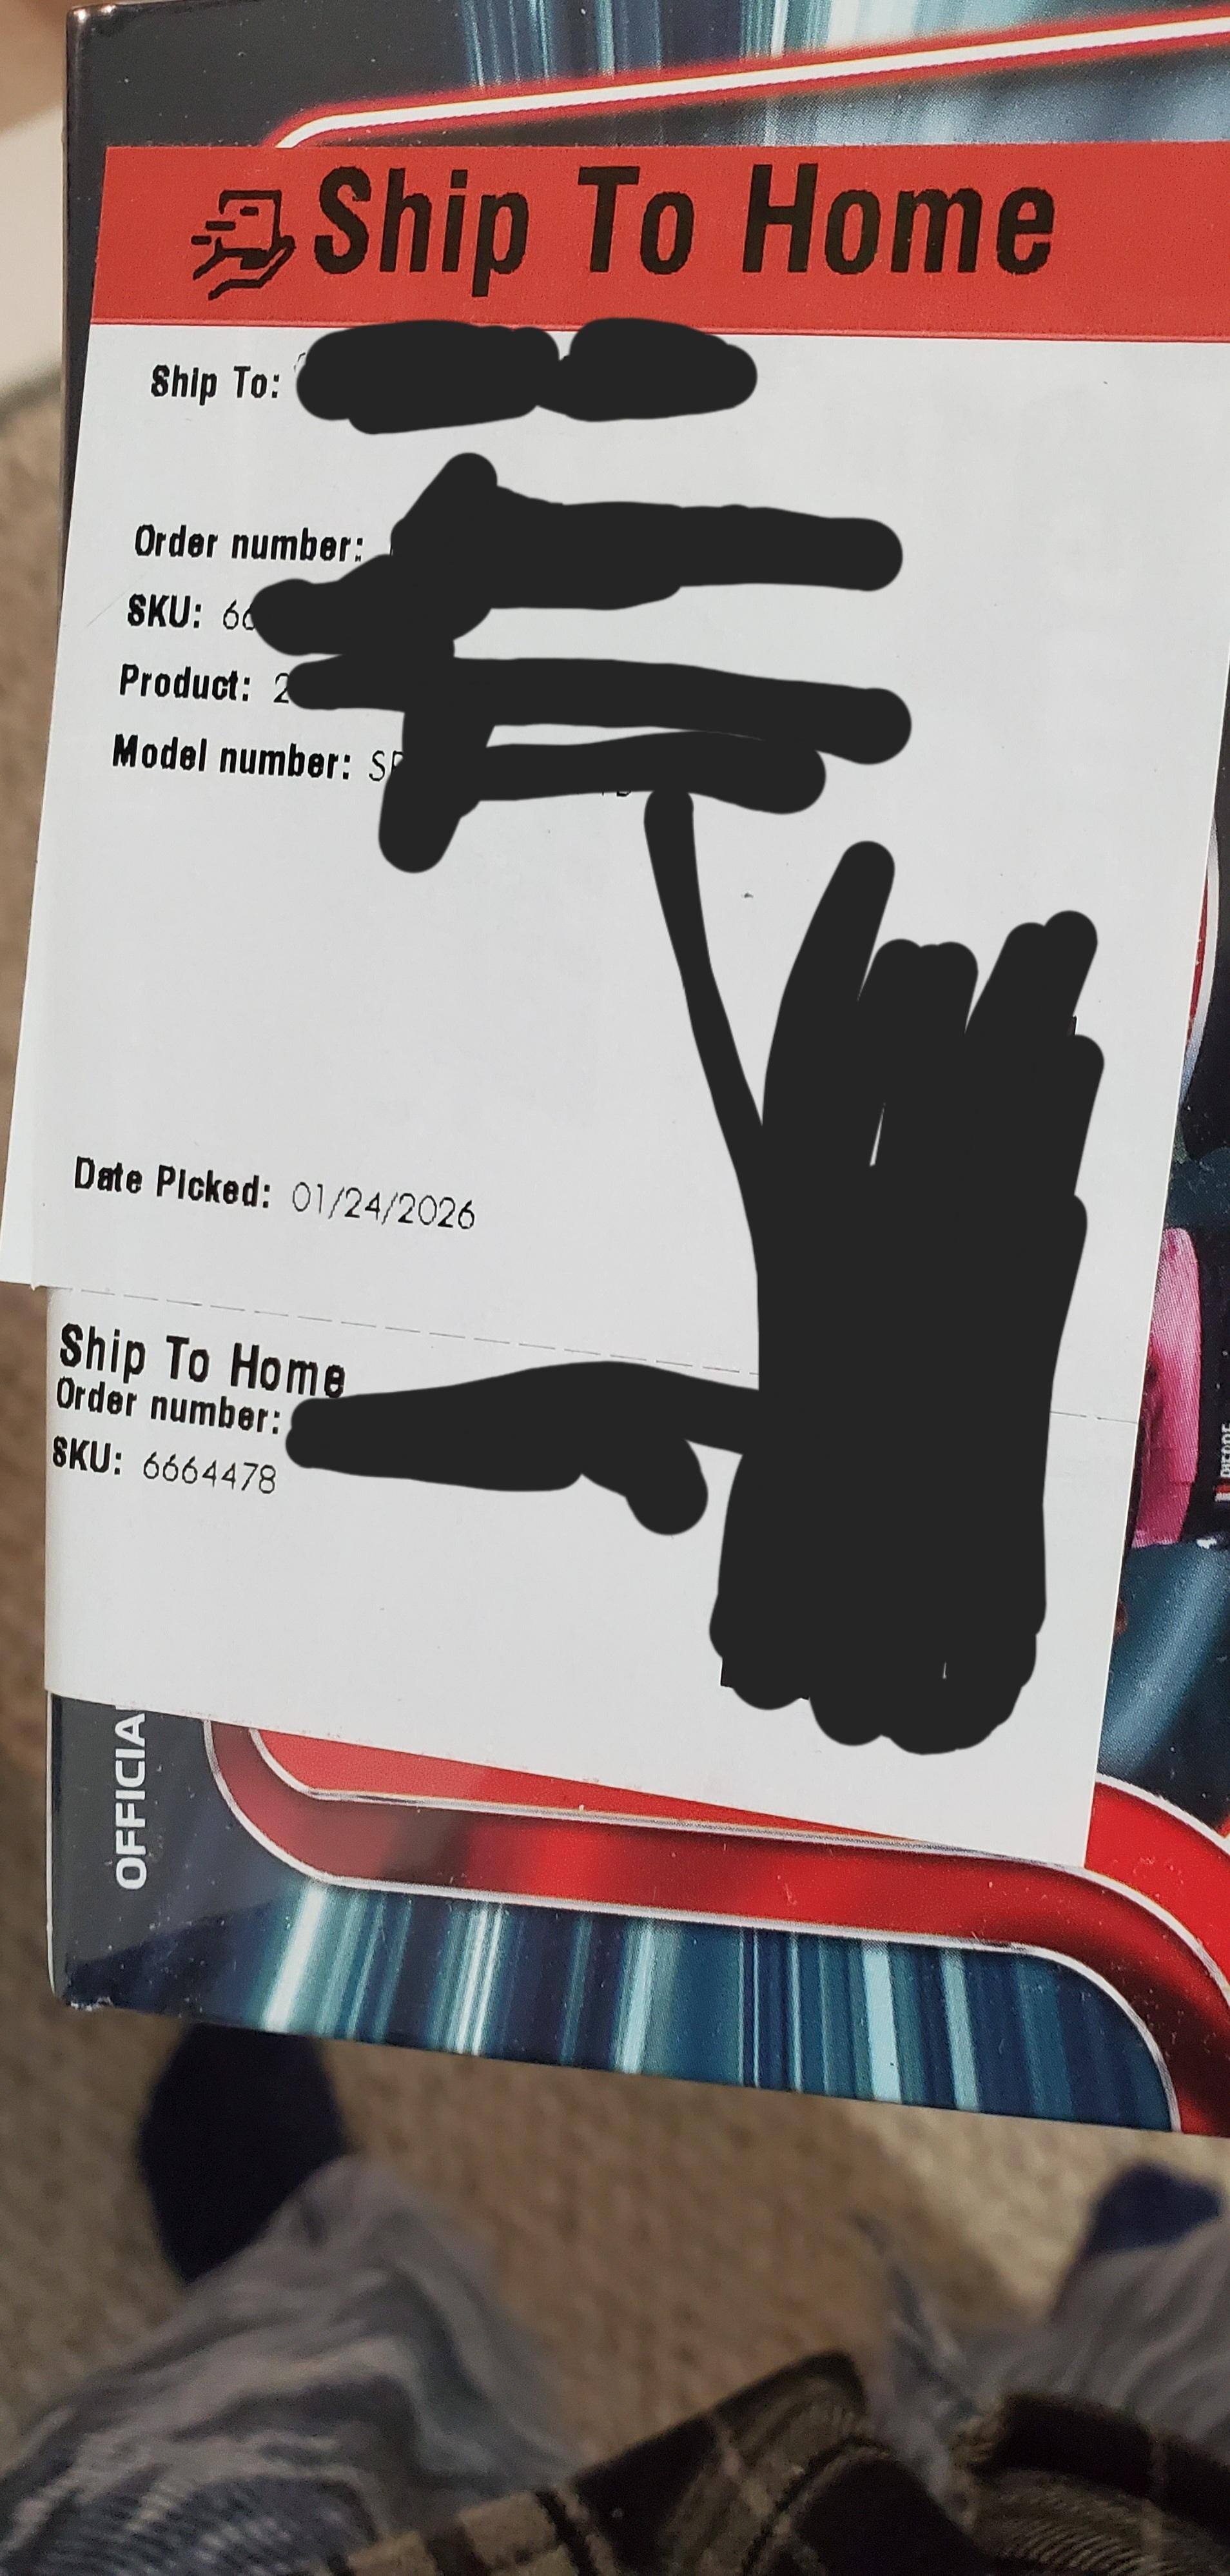 Ship To Home
Ship To:
Order number:
SKU: 66
Product: 2
Model number: S
Date Picked: 01/24/2026
Ship To Home
Order number:
SKU: 6664478
OFFICIA